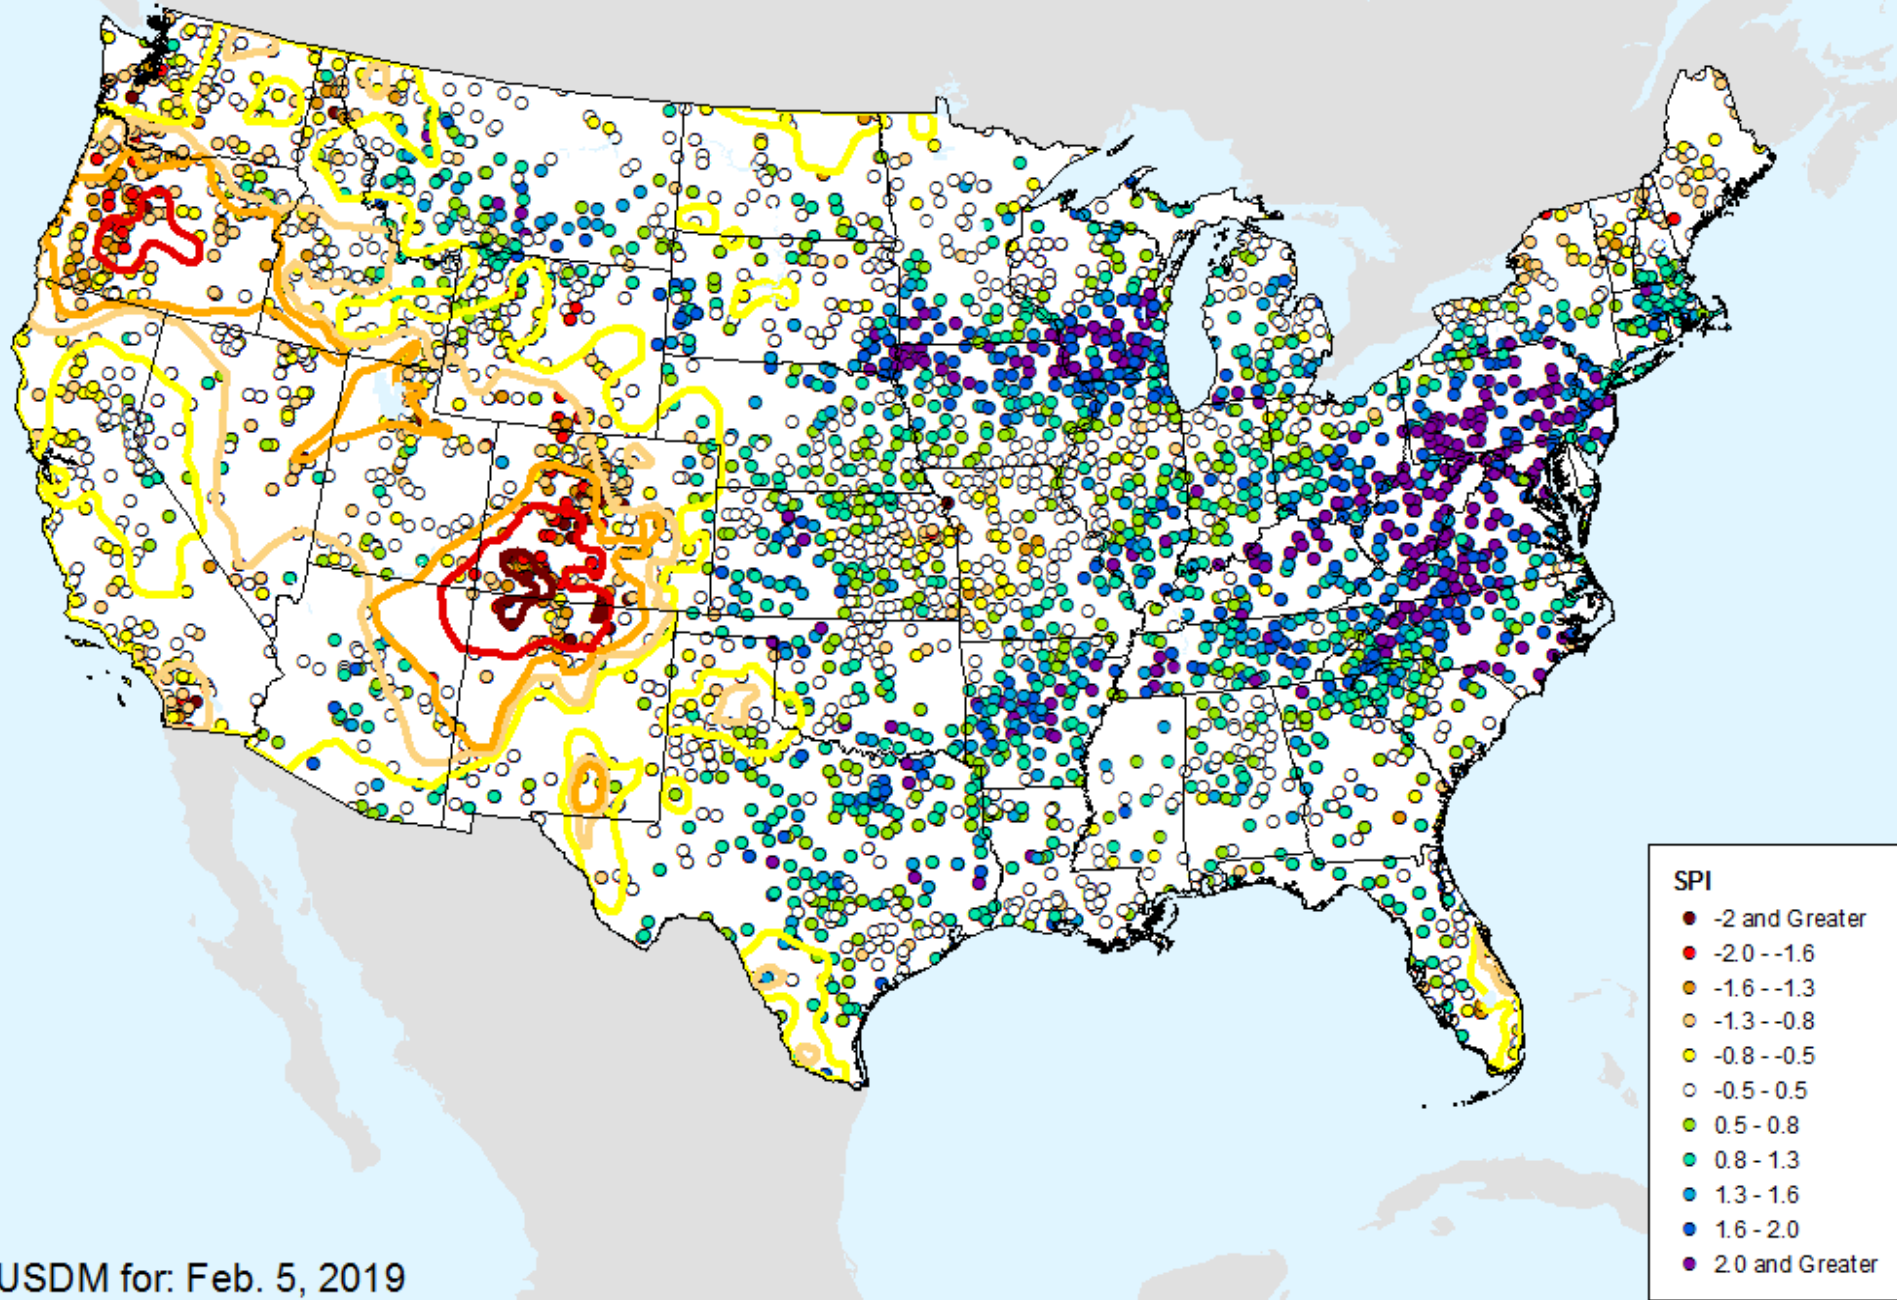 SPI
-2 and Greater
-2.0 - -1.6
-1.6 - -1.3
-1.3 - -0.8
-0.8 - -0.5
-0.5 - 0.5
0.5 - 0.8
0.8 - 1.3
1.3 - 1.6
1.6 - 2.0
2.0 and Greater
USDM for: Feb. 5, 2019